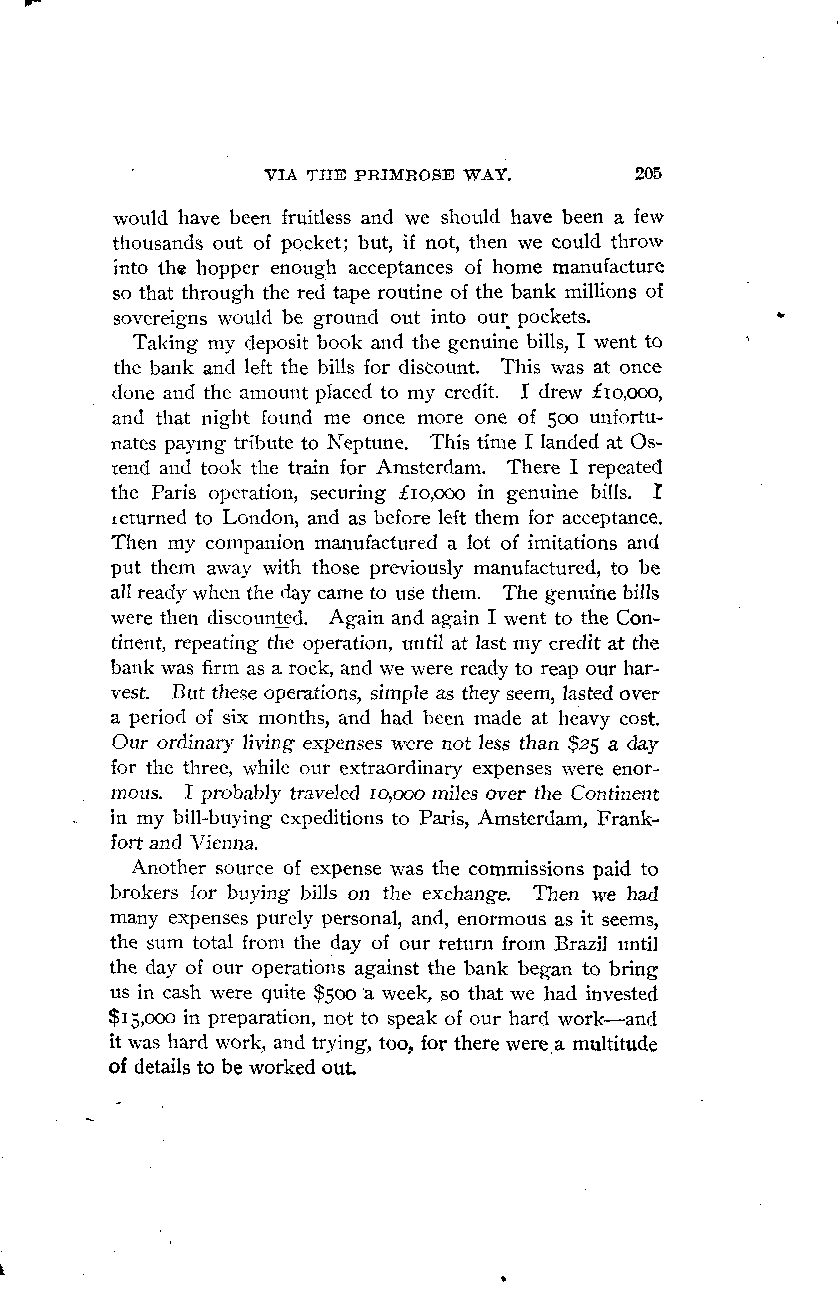 VIA THE PRIMROSE WAY. 205
would have been fruitless and we should have been a few
thousands out of pocket; but, if not, then we could throw
into the hopper enough acceptances of home manufacture
so that through the red tape routine of the bank millions of
sovereigns would be ground out into our pockets.
Taking my deposit book and the genuine bills, I went to
the bank and left the bills for discount. This was at once
done and the amount placed to my credit. I drew £10,000,
and that night found me once more one of 500 unfortu-
nates paying tribute to Neptune. This time I landed at Os-
tend and took the train for Amsterdam. There I repeated
the Paris operation, securing £10,000 in genuine bills. I
returned to London, and as before left them for acceptance.
Then my companion manufactured a lot of imitations and
put them away with those previously manufactured, to be
all ready when the day came to use them. The genuine bills
were then discounted. Again and again I went to the Con-
tinent, repeating the operation, until at last my credit at the
bank was firm as a rock, and we were ready to reap our har-
vest. But these operations, simple as they seem, lasted over
a period of six months, and had been made at heavy cost.
Our ordinary living expenses were not less than $25 a day
for the three, while our extraordinary expenses were enor-
mous. I probably traveled 10,000 miles over the Continent
in my bill-buying expeditions to Paris, Amsterdam, Frank-
fort and Vienna.
Another source of expense was the commissions paid to
brokers for buying bills on the exchange. Then we had
many expenses purely personal, and, enormous as it seems,
the sum total from the day of our return from Brazil until
the day of our operations against the bank began to bring
us in cash were quite $500 a week, so that we had invested
$15,000 in preparation, not to speak of our hard work—and
it was hard work, and trying, too, for there were a multitude
of details to be worked out.